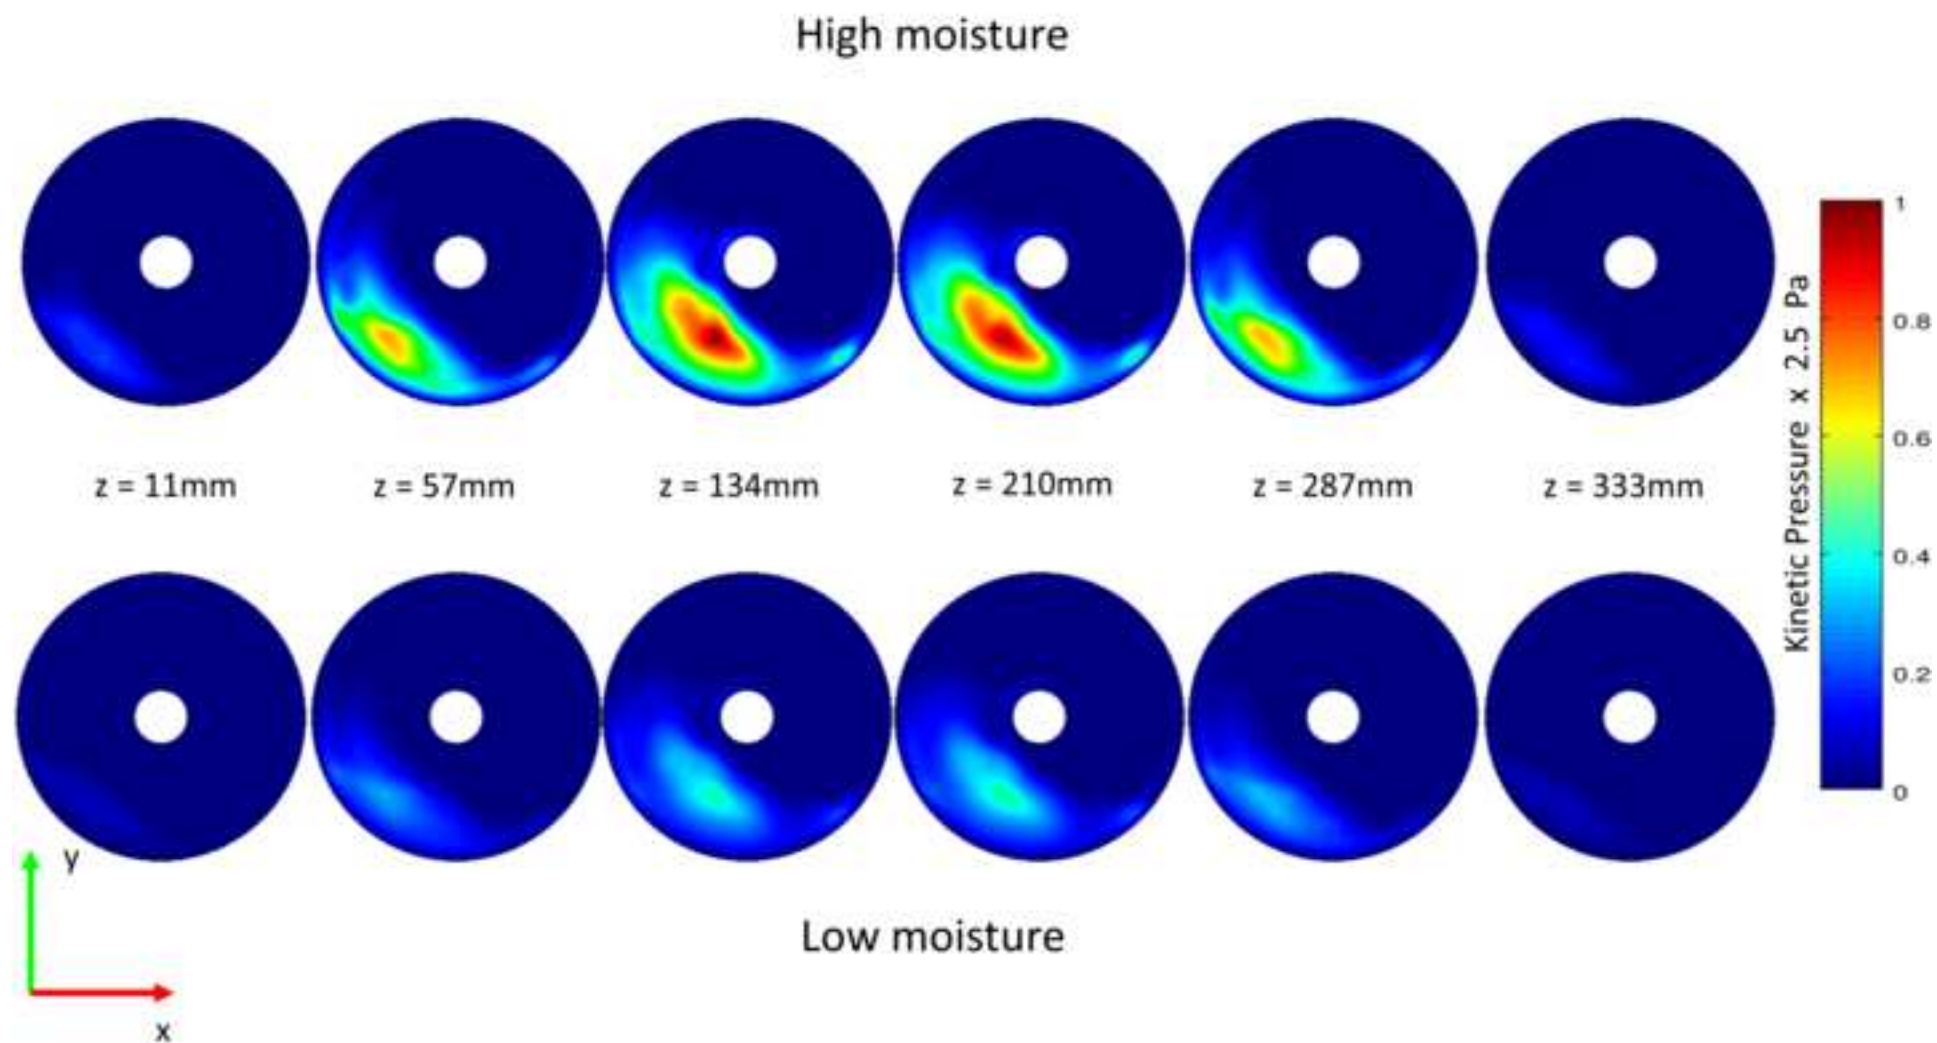 High moisture
z = 11mm
z = 57mm
z = 134mm
z = 210mm
z = 287mm
z = 333mm
Kinetic Pressure x 2.5 Pa
1
0.8
0.6
0.4
0.2
0
y
x
Low moisture